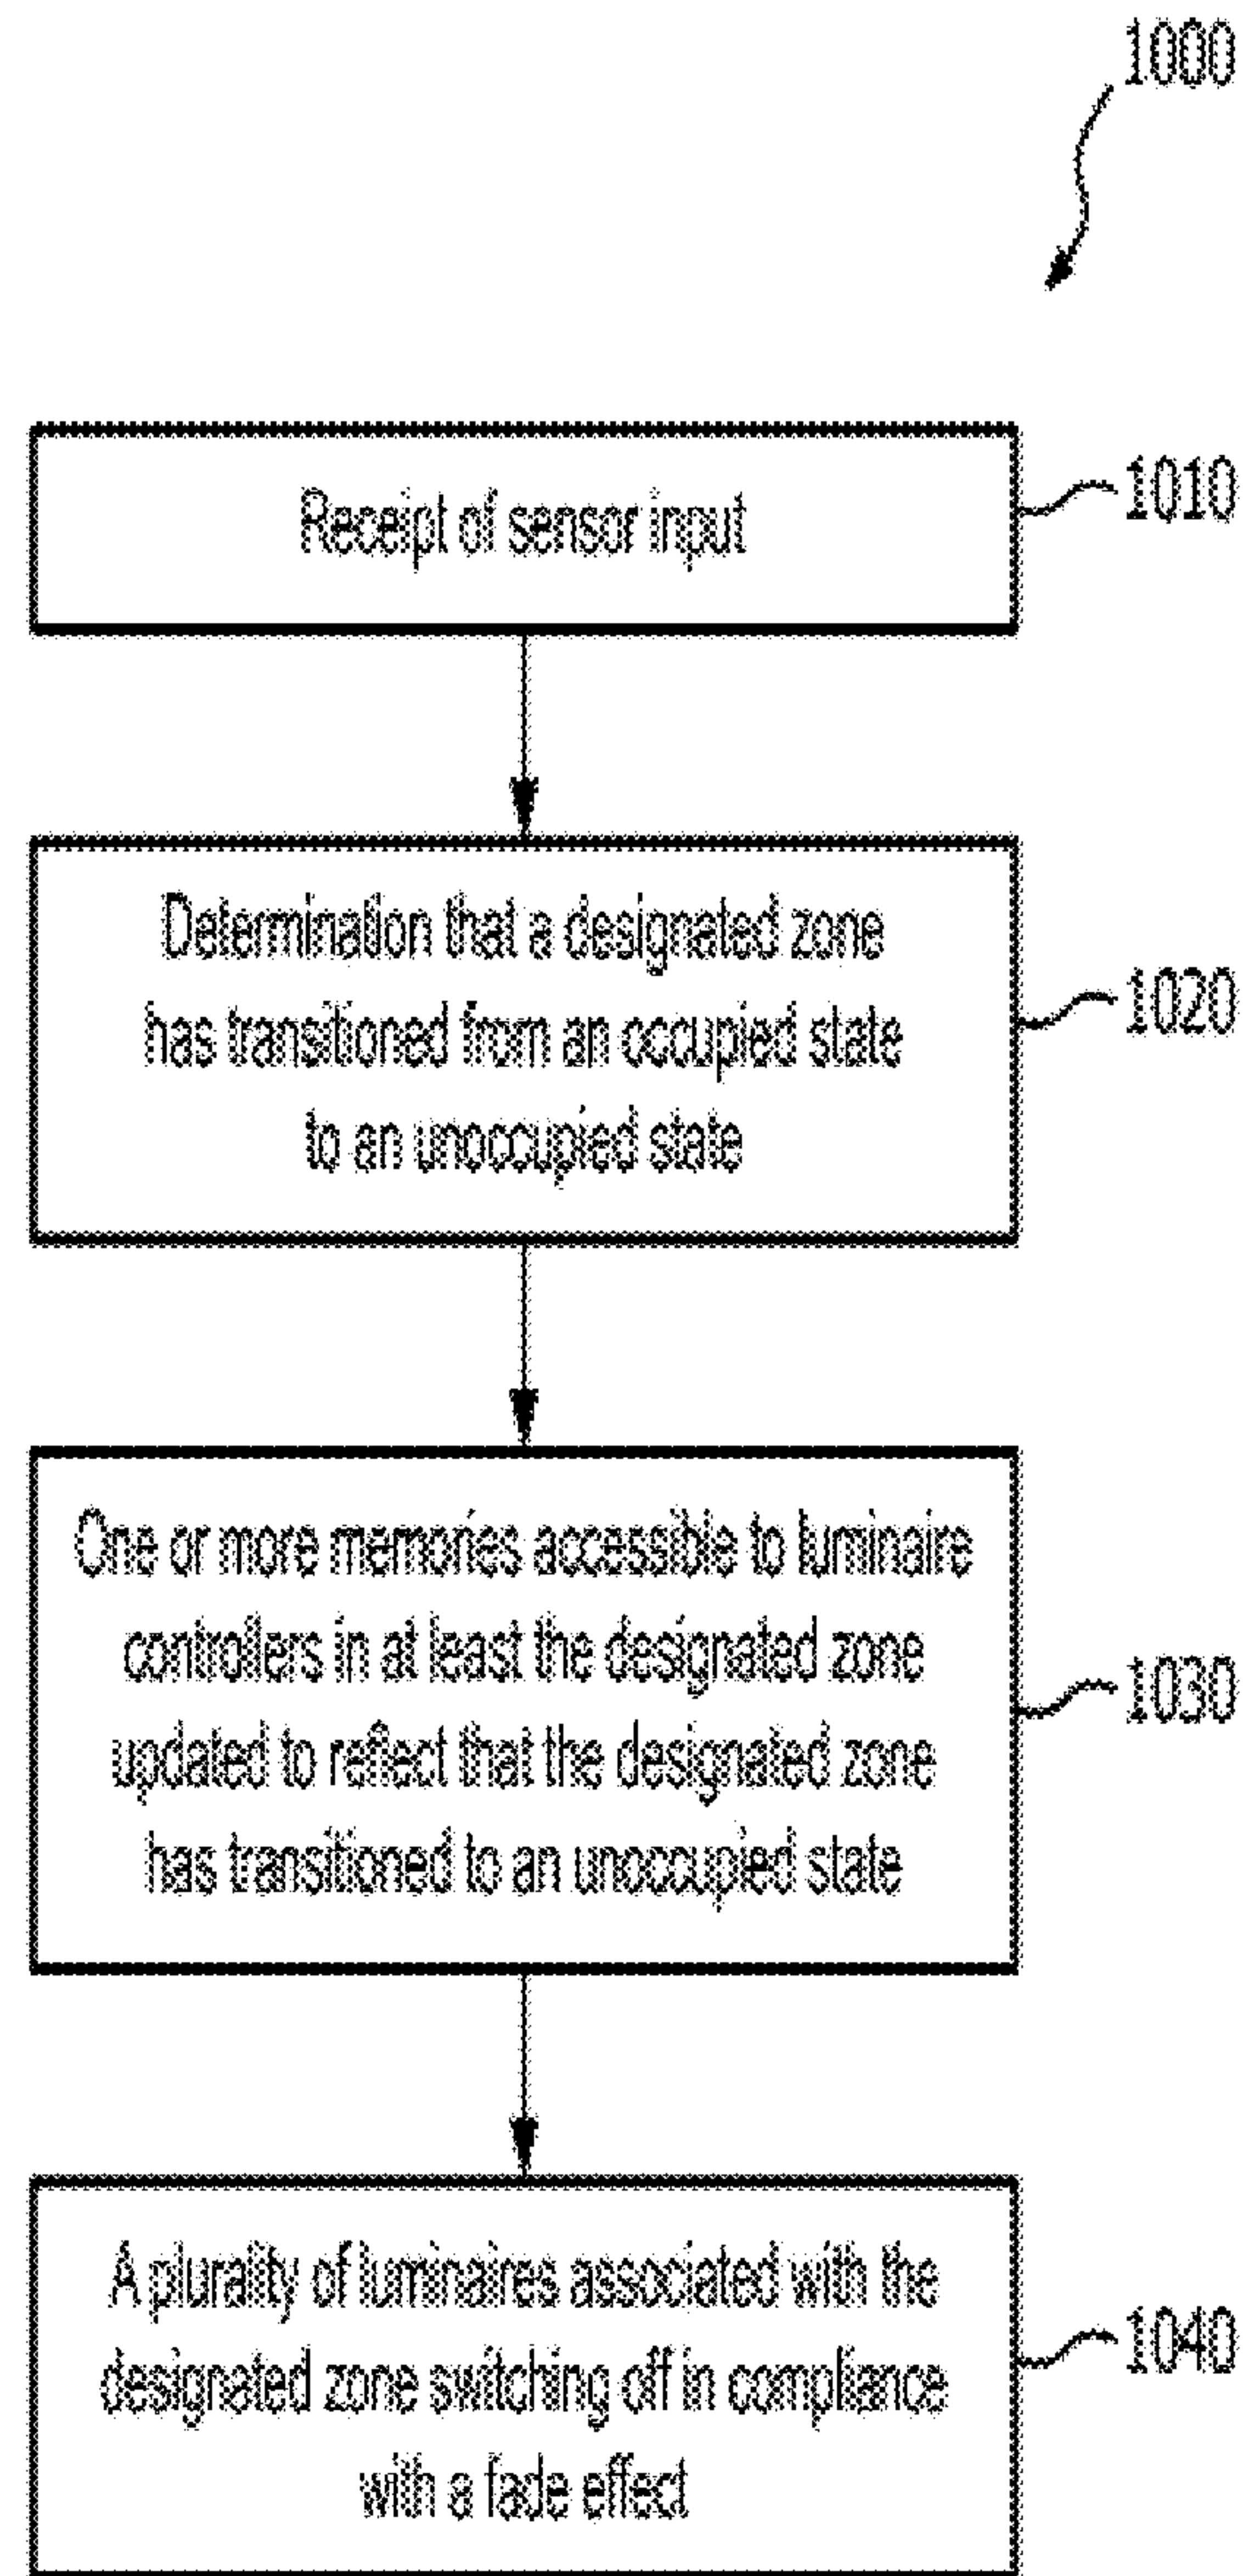 1000
Receipt of sensor input
1010
Determination that a designated zone
has transitioned from an occupied state
to an unoccupied state
1020
One or more memories accessible to luminaire
controllers in at least the designated zone
updated to reflect that the designated zone
has transitioned to an unoccupied state
1030
A plurality of luminaires associated with the
designated zone switching off in compliance
with a fade effect
1040